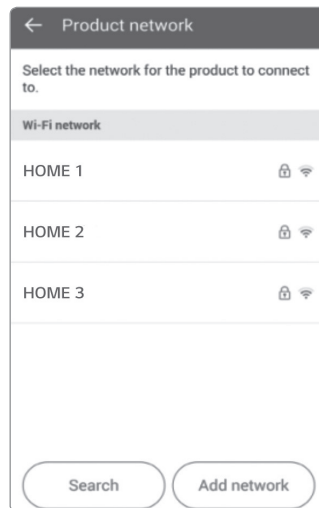 Product network
Select the network for the product to connect
to.
Wi-Fi network
HOME 1
HOME 2
HOME 3
Search
Add network